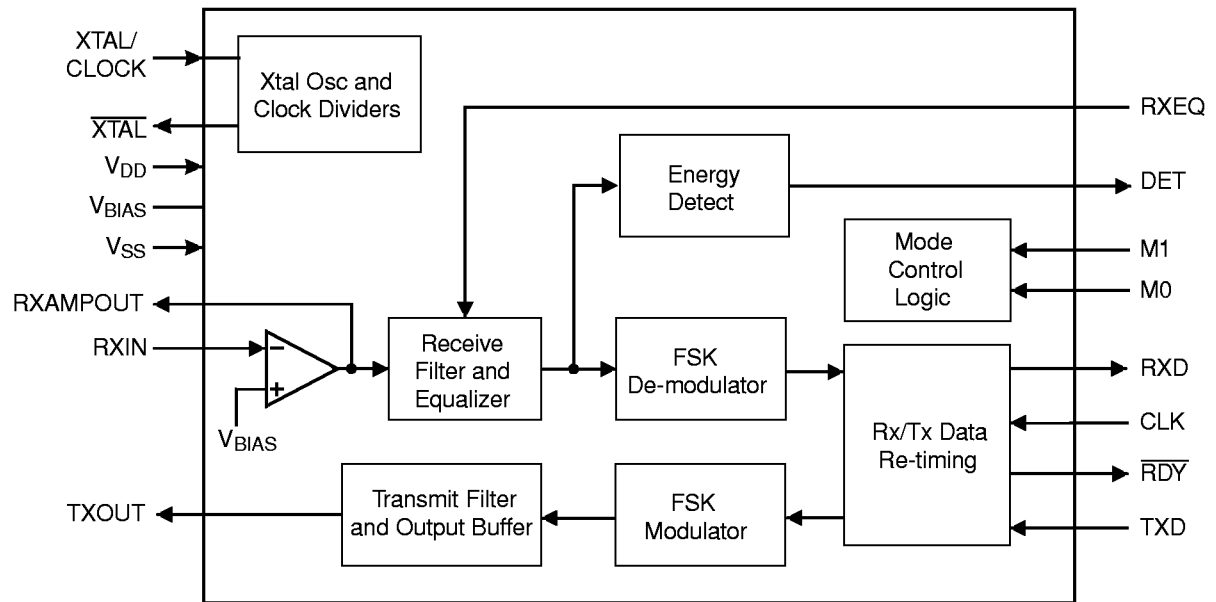 XTAL/
CLOCK
XTAL
VDD
VBIAS
VSS
RXAMPOUT
RXIN
VBIAS
TXOUT
Xtal Osc and
Clock Dividers
Energy
Detect
Mode
Control
Logic
Receive
Filter and
Equalizer
FSK
De-modulator
Rx/Tx Data
Re-timing
Transmit Filter
and Output Buffer
FSK
Modulator
RXEQ
DET
M1
M0
RXD
CLK
RDY
TXD
−
+